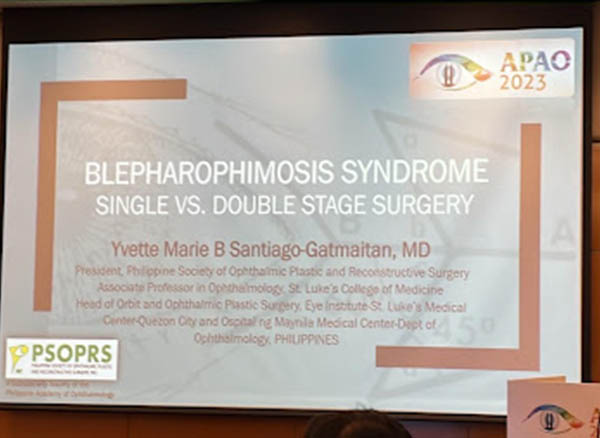 APAO
2023
BLEPHAROPHIMOSIS SYNDROME
SINGLE VS. DOUBLE STAGE SURGERY
Yvette Marie B Santiago-Gatmaitan, MD
President, Philippine Society of Ophthalmic Plastic and Reconstructive Surgery
Associate Professor in Ophthalmology, St. Luke's College of Medicine
Head of Orbit and Ophthalmic Plastic Surgery, Eye Institute-St. Luke's Medical
Center-Quezon City and Ospital ng Maynila Medical Center-Dept of
Ophthalmology, PHILIPPINES
PSOPRS
PHILIPPINE SOCIETY OF OPHTHALMIC PLASTIC
AND RECONSTRUCTIVE SURGERY, INC.
of the
Philippine Academy of Ophthalmology
45°
A